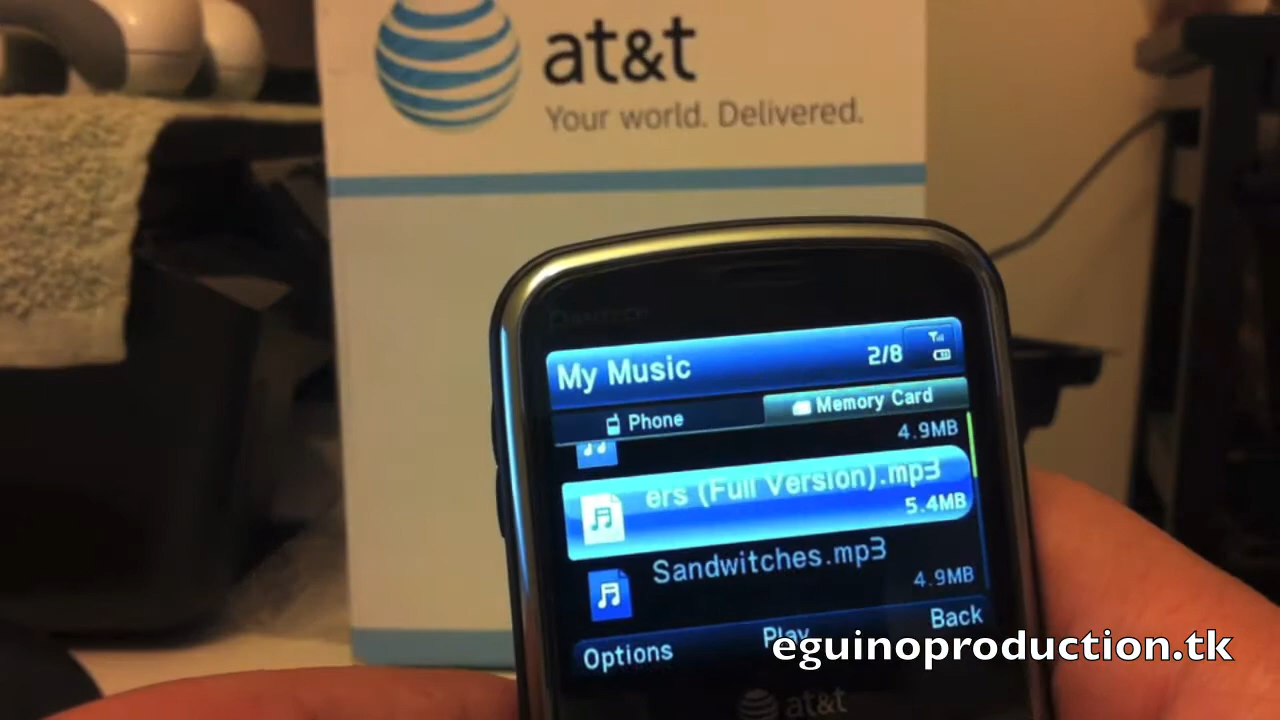 at&t
Your world. Delivered.
PANTECH
My Music 2/8
Phone Memory Card
4.9MB
ers (Full Version).mp3
5.4MB
Sandwitches.mp3
4.9MB
Options Play Back
eguinoproduction.tk
at&t